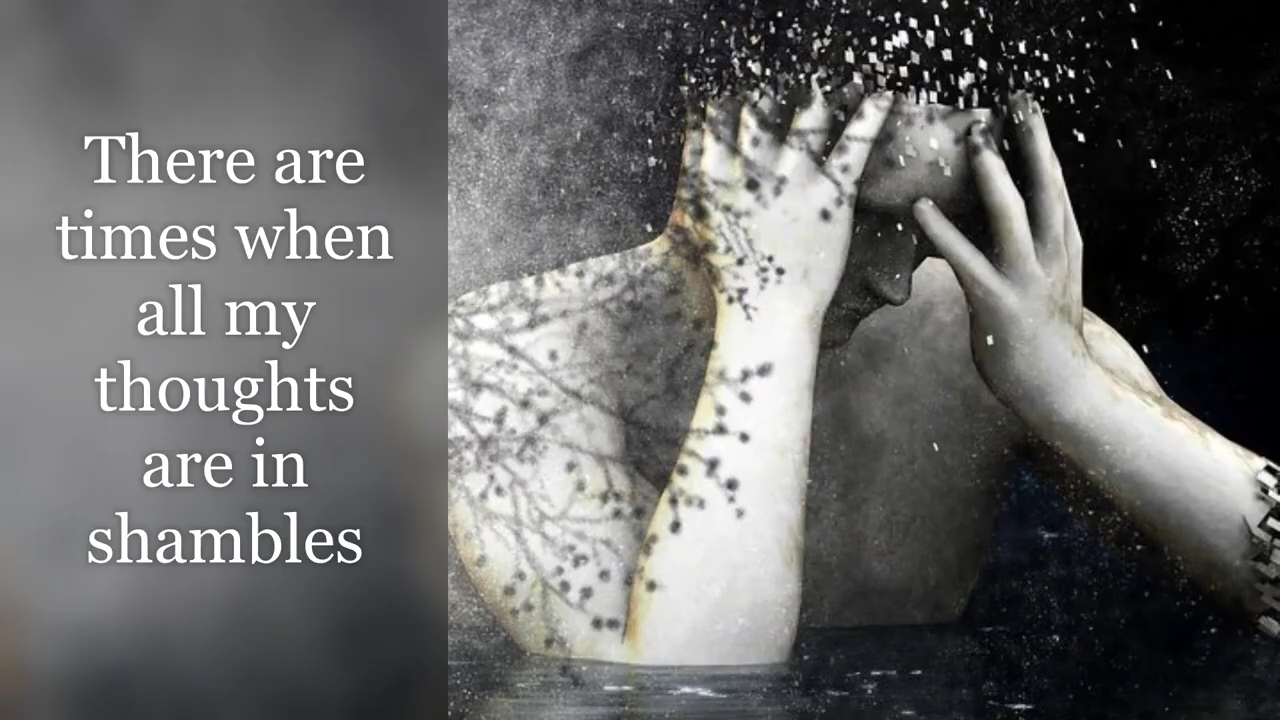 There are
times when
all my
thoughts
are in
shambles